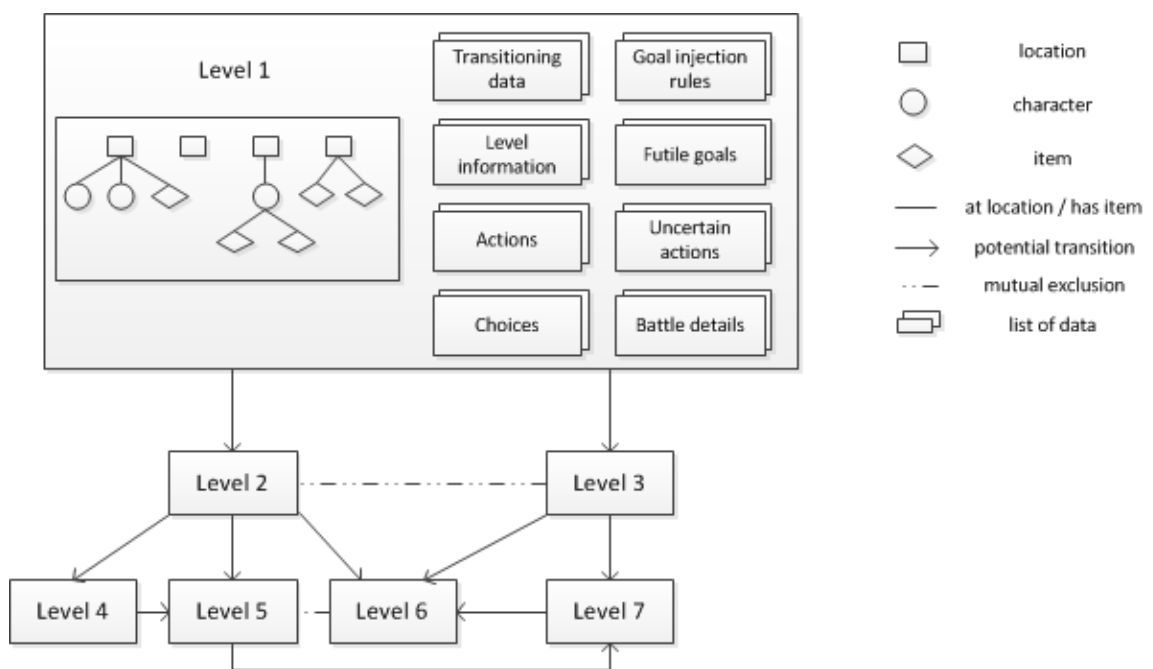 Level 1
Transitioning
data
Goal injection
rules
Level
information
Futile goals
Actions
Uncertain
actions
Choices
Battle details
location
character
item
at location / has item
potential transition
mutual exclusion
list of data
Level 2
Level 3
Level 4
Level 5
Level 6
Level 7